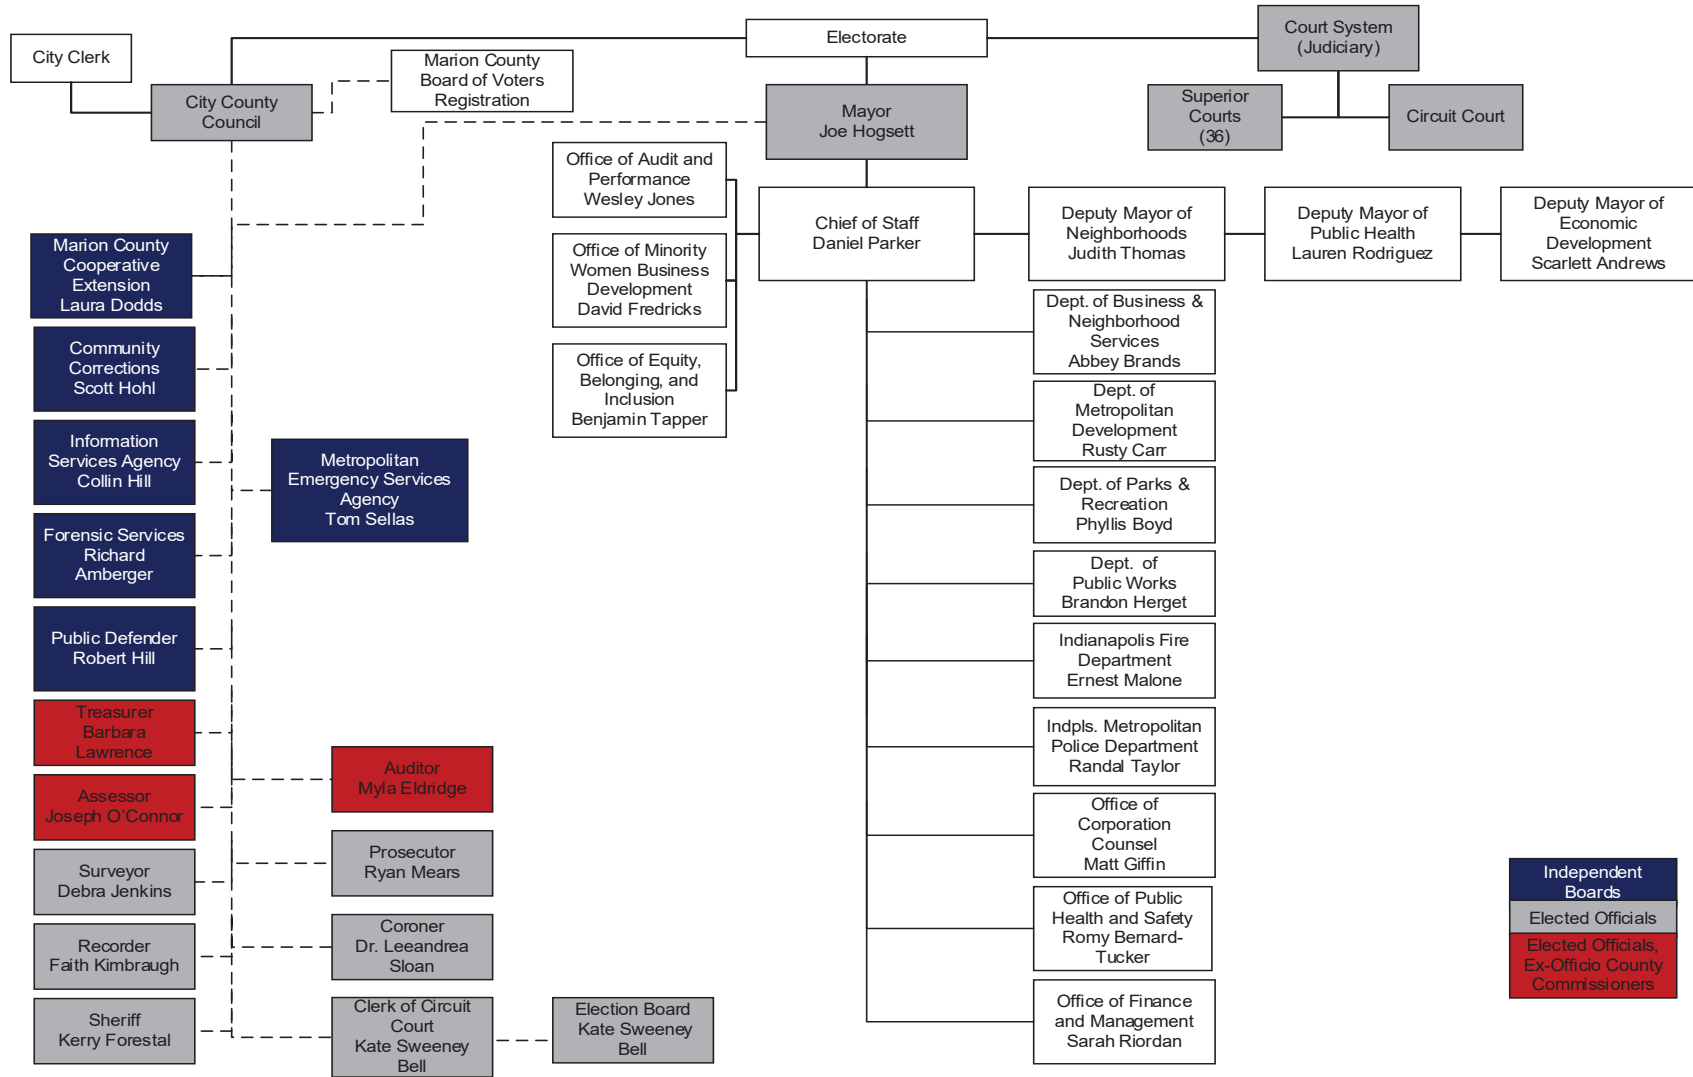 Electorate
City Clerk
Court System
(Judiciary)
Marion County
Board of Voters
Registration
City County
Council
Mayor
Joe Hogsett
Superior
Courts
(36)
Circuit Court
Office of Audit and
Performance
Wesley Jones
Chief of Staff
Daniel Parker
Deputy Mayor of
Neighborhoods
Judith Thomas
Deputy Mayor of
Public Health
Lauren Rodriguez
Deputy Mayor of
Economic
Development
Scarlett Andrews
Office of Minority
Women Business
Development
David Fredricks
Office of Equity,
Belonging, and
Inclusion
Benjamin Tapper
Marion County
Cooperative
Extension
Laura Dodds
Community
Corrections
Scott Hohl
Information
Services Agency
Collin Hill
Forensic Services
Richard
Amberger
Public Defender
Robert Hill
Treasurer
Barbara
Lawrence
Assessor
Joseph O'Connor
Surveyor
Debra Jenkins
Recorder
Faith Kimbraugh
Sheriff
Kerry Forestal
Metropolitan
Emergency Services
Agency
Tom Sellas
Auditor
Myla Eldridge
Prosecutor
Ryan Mears
Coroner
Dr. Leeandrea
Sloan
Clerk of Circuit
Court
Kate Sweeney
Bell
Election Board
Kate Sweeney
Bell
Dept. of Business &
Neighborhood
Services
Abbey Brands
Dept. of
Metropolitan
Development
Rusty Carr
Dept. of Parks &
Recreation
Phyllis Boyd
Dept. of
Public Works
Brandon Herget
Indianapolis Fire
Department
Ernest Malone
Indpls. Metropolitan
Police Department
Randal Taylor
Office of
Corporation
Counsel
Matt Giffin
Office of Public
Health and Safety
Romy Bernard-
Tucker
Office of Finance
and Management
Sarah Riordan
Independent
Boards
Elected Officials
Elected Officials,
Ex-Officio County
Commissioners